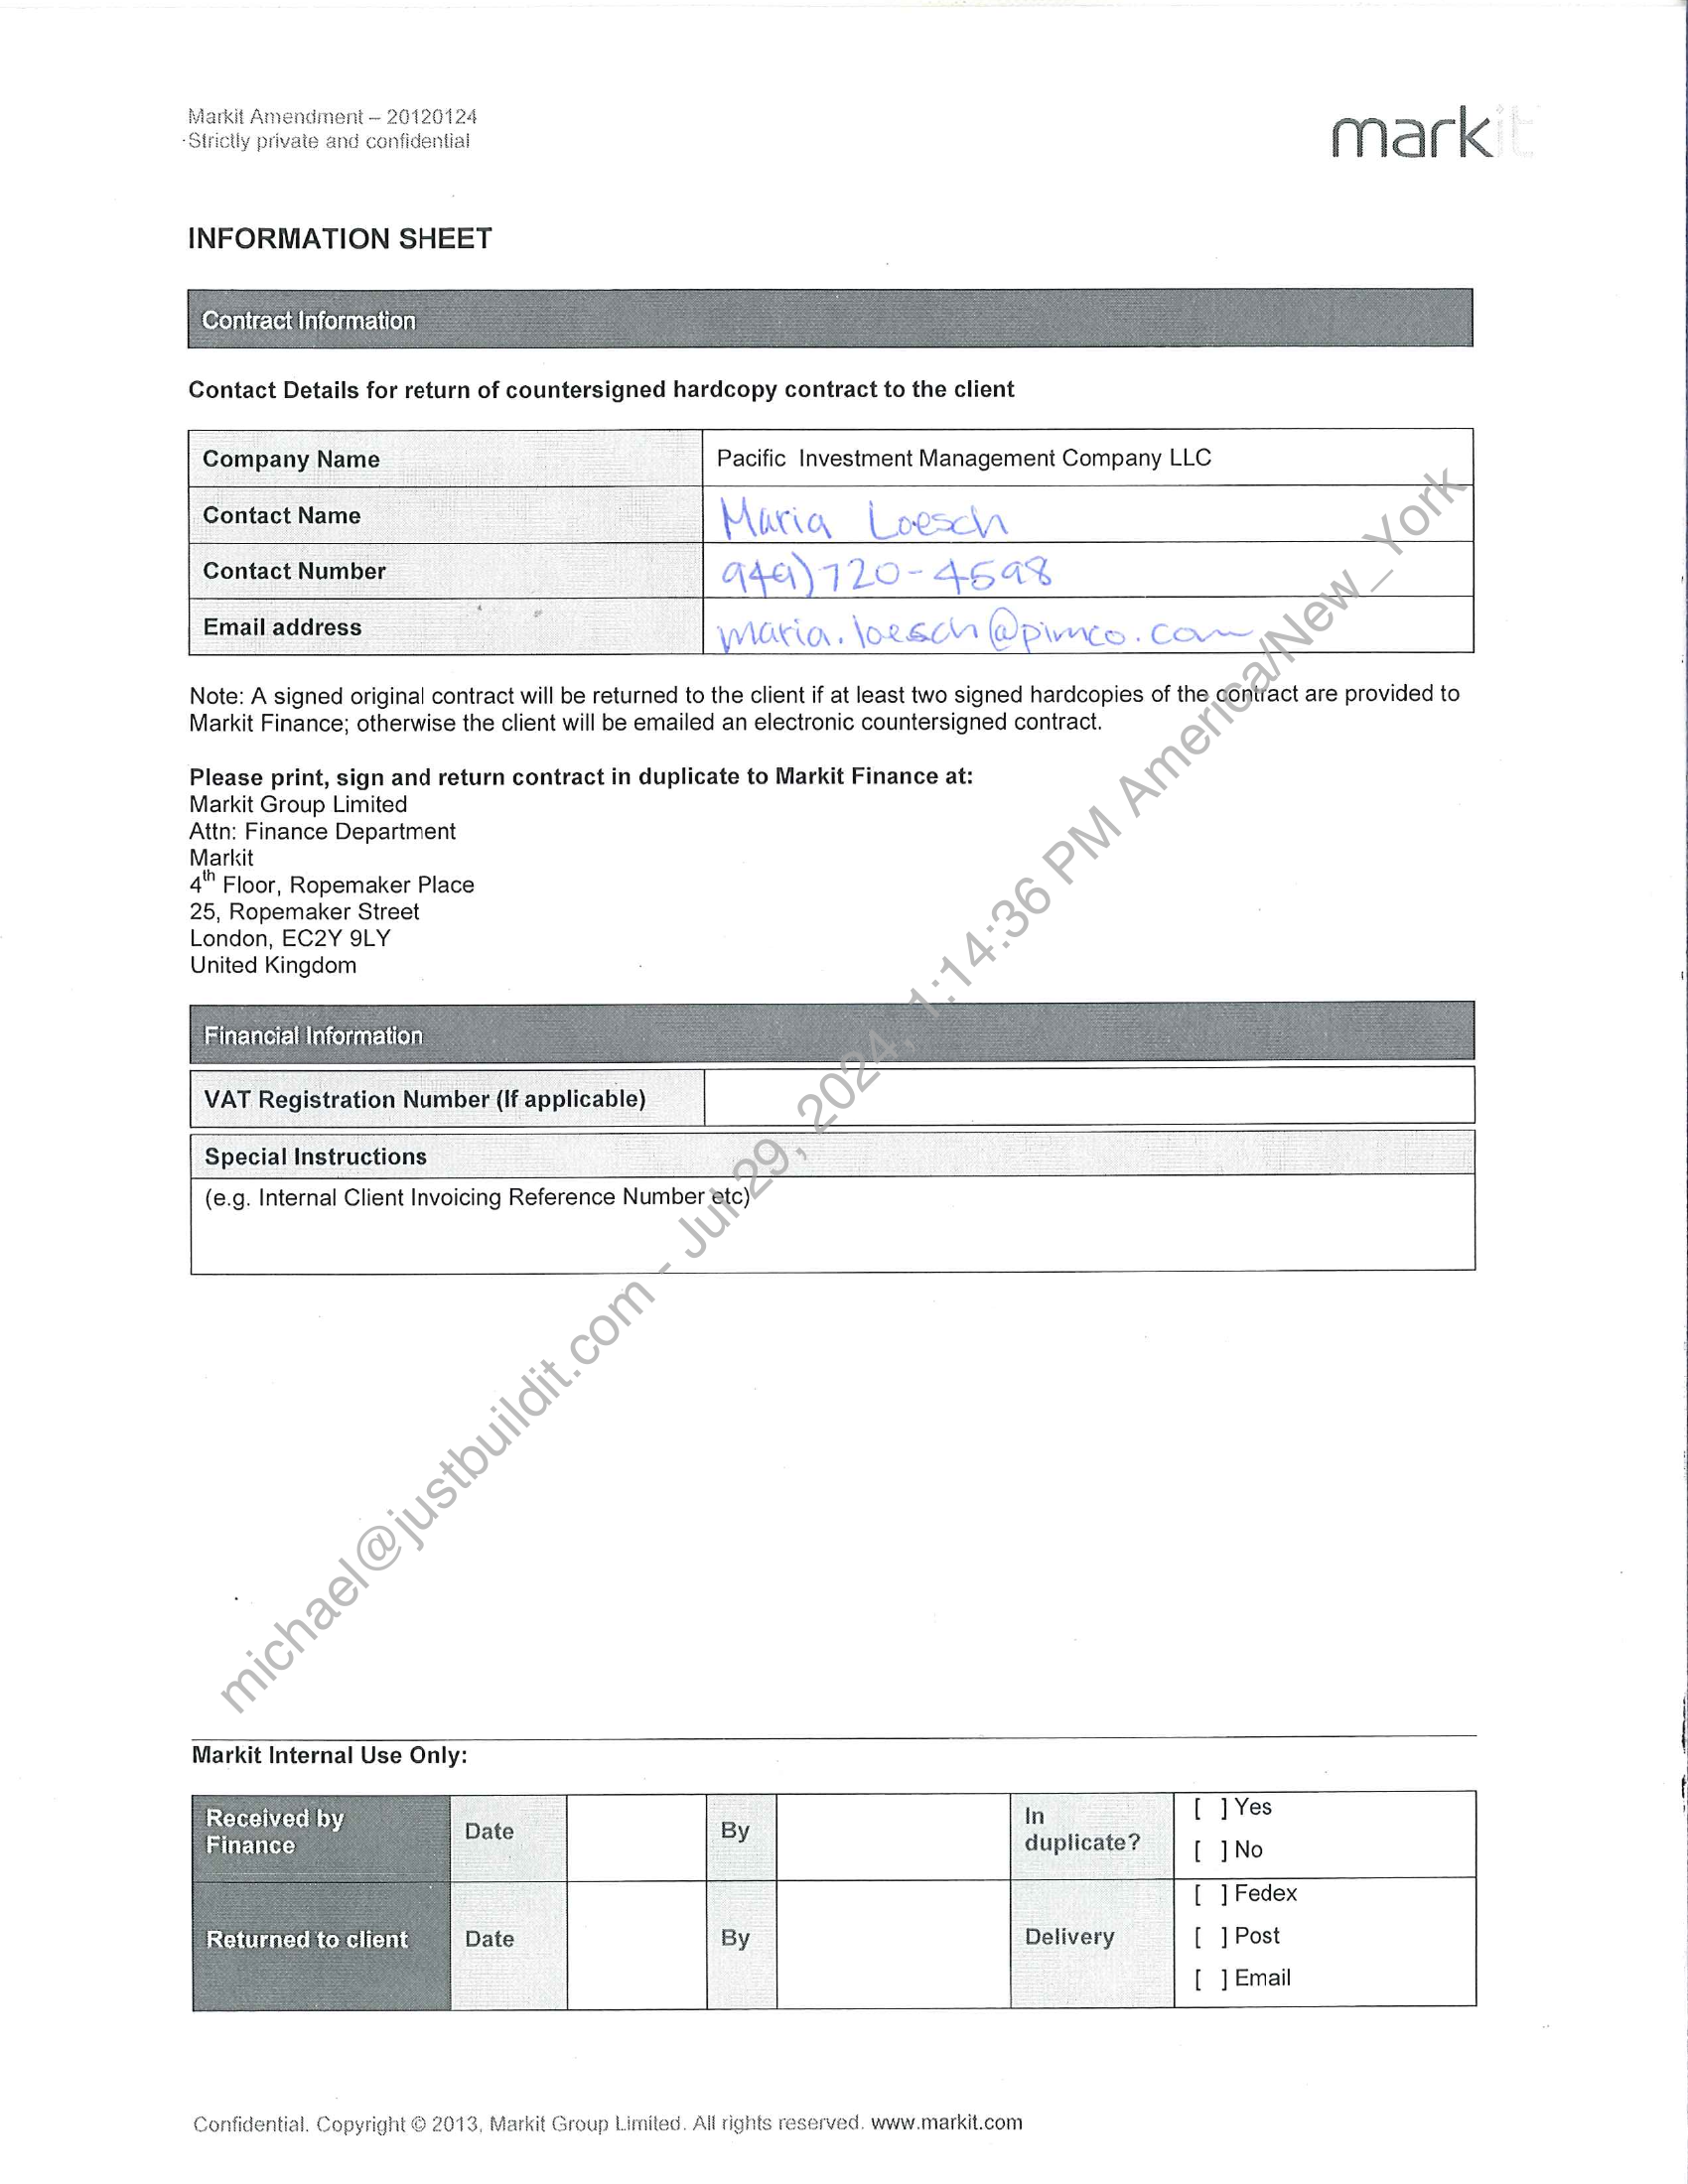 Markit Amendment – 20120124
Strictly private and confidential
markit
INFORMATION SHEET
Contract Information
Contact Details for return of countersigned hardcopy contract to the client
Company Name Pacific Investment Management Company LLC
Contact Name Maria Loesch
Contact Number 949)720-4598
Email address maria.loesch@pimco.com
Note: A signed original contract will be returned to the client if at least two signed hardcopies of the contract are provided to
Markit Finance; otherwise the client will be emailed an electronic countersigned contract.
Please print, sign and return contract in duplicate to Markit Finance at:
Markit Group Limited
Attn: Finance Department
Markit
4th Floor, Ropemaker Place
25, Ropemaker Street
London, EC2Y 9LY
United Kingdom
Financial Information
VAT Registration Number (If applicable)
Special Instructions
(e.g. Internal Client Invoicing Reference Number etc)
michael@justbuildit.com - Jul 29, 2024, 1:14:36 PM America/New_York
Markit Internal Use Only:
Received by
Finance
Date By In
duplicate?
[ ] Yes
[ ] No
Returned to client Date By Delivery
[ ] Fedex
[ ] Post
[ ] Email
Confidential. Copyright © 2013, Markit Group Limited. All rights reserved. www.markit.com